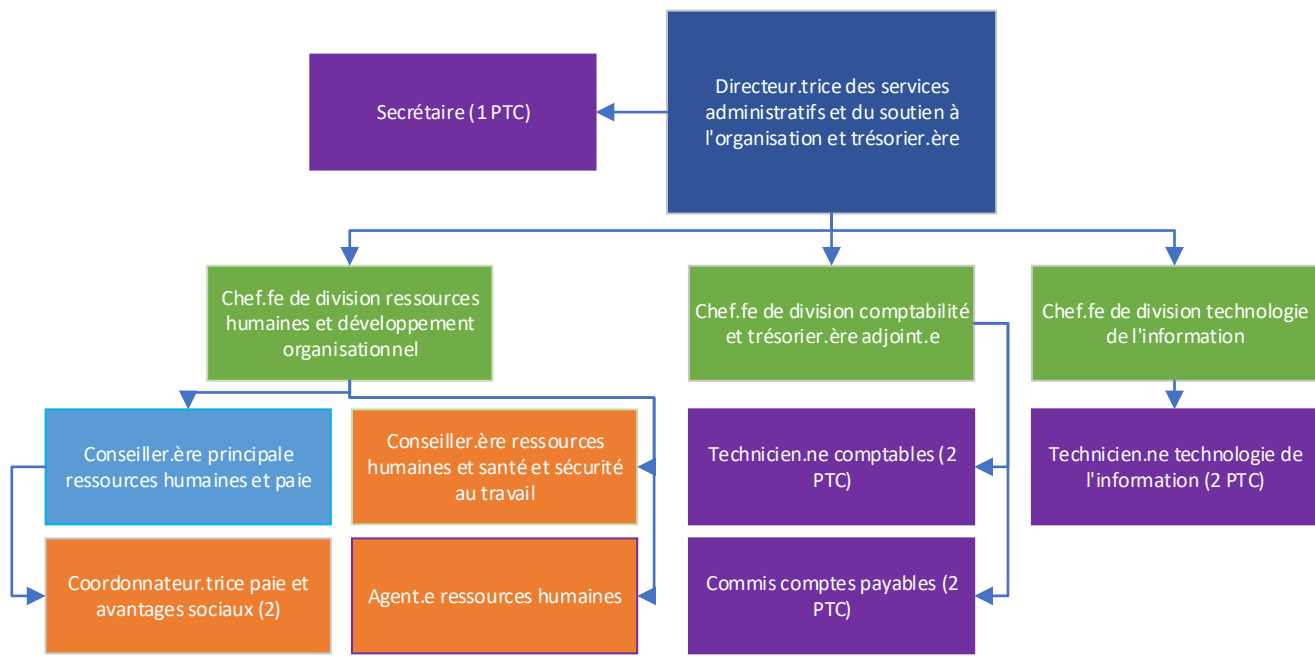 Secrétaire (1 PTC)
Directeur.trice des services
administratifs et du soutien à
l'organisation et trésorier.ère
Chef.fe de division ressources
humaines et développement
organisationnel
Chef.fe de division comptabilité
et trésorier.ère adjoint.e
Chef.fe de division technologie
de l'information
Conseiller.ère principale
ressources humaines et paie
Conseiller.ère ressources
humaines et santé et sécurité
au travail
Technicien.ne comptables (2
PTC)
Technicien.ne technologie de
l'information (2 PTC)
Coordonnateur.trice paie et
avantages sociaux (2)
Agent.e ressources humaines
Commis comptes payables (2
PTC)